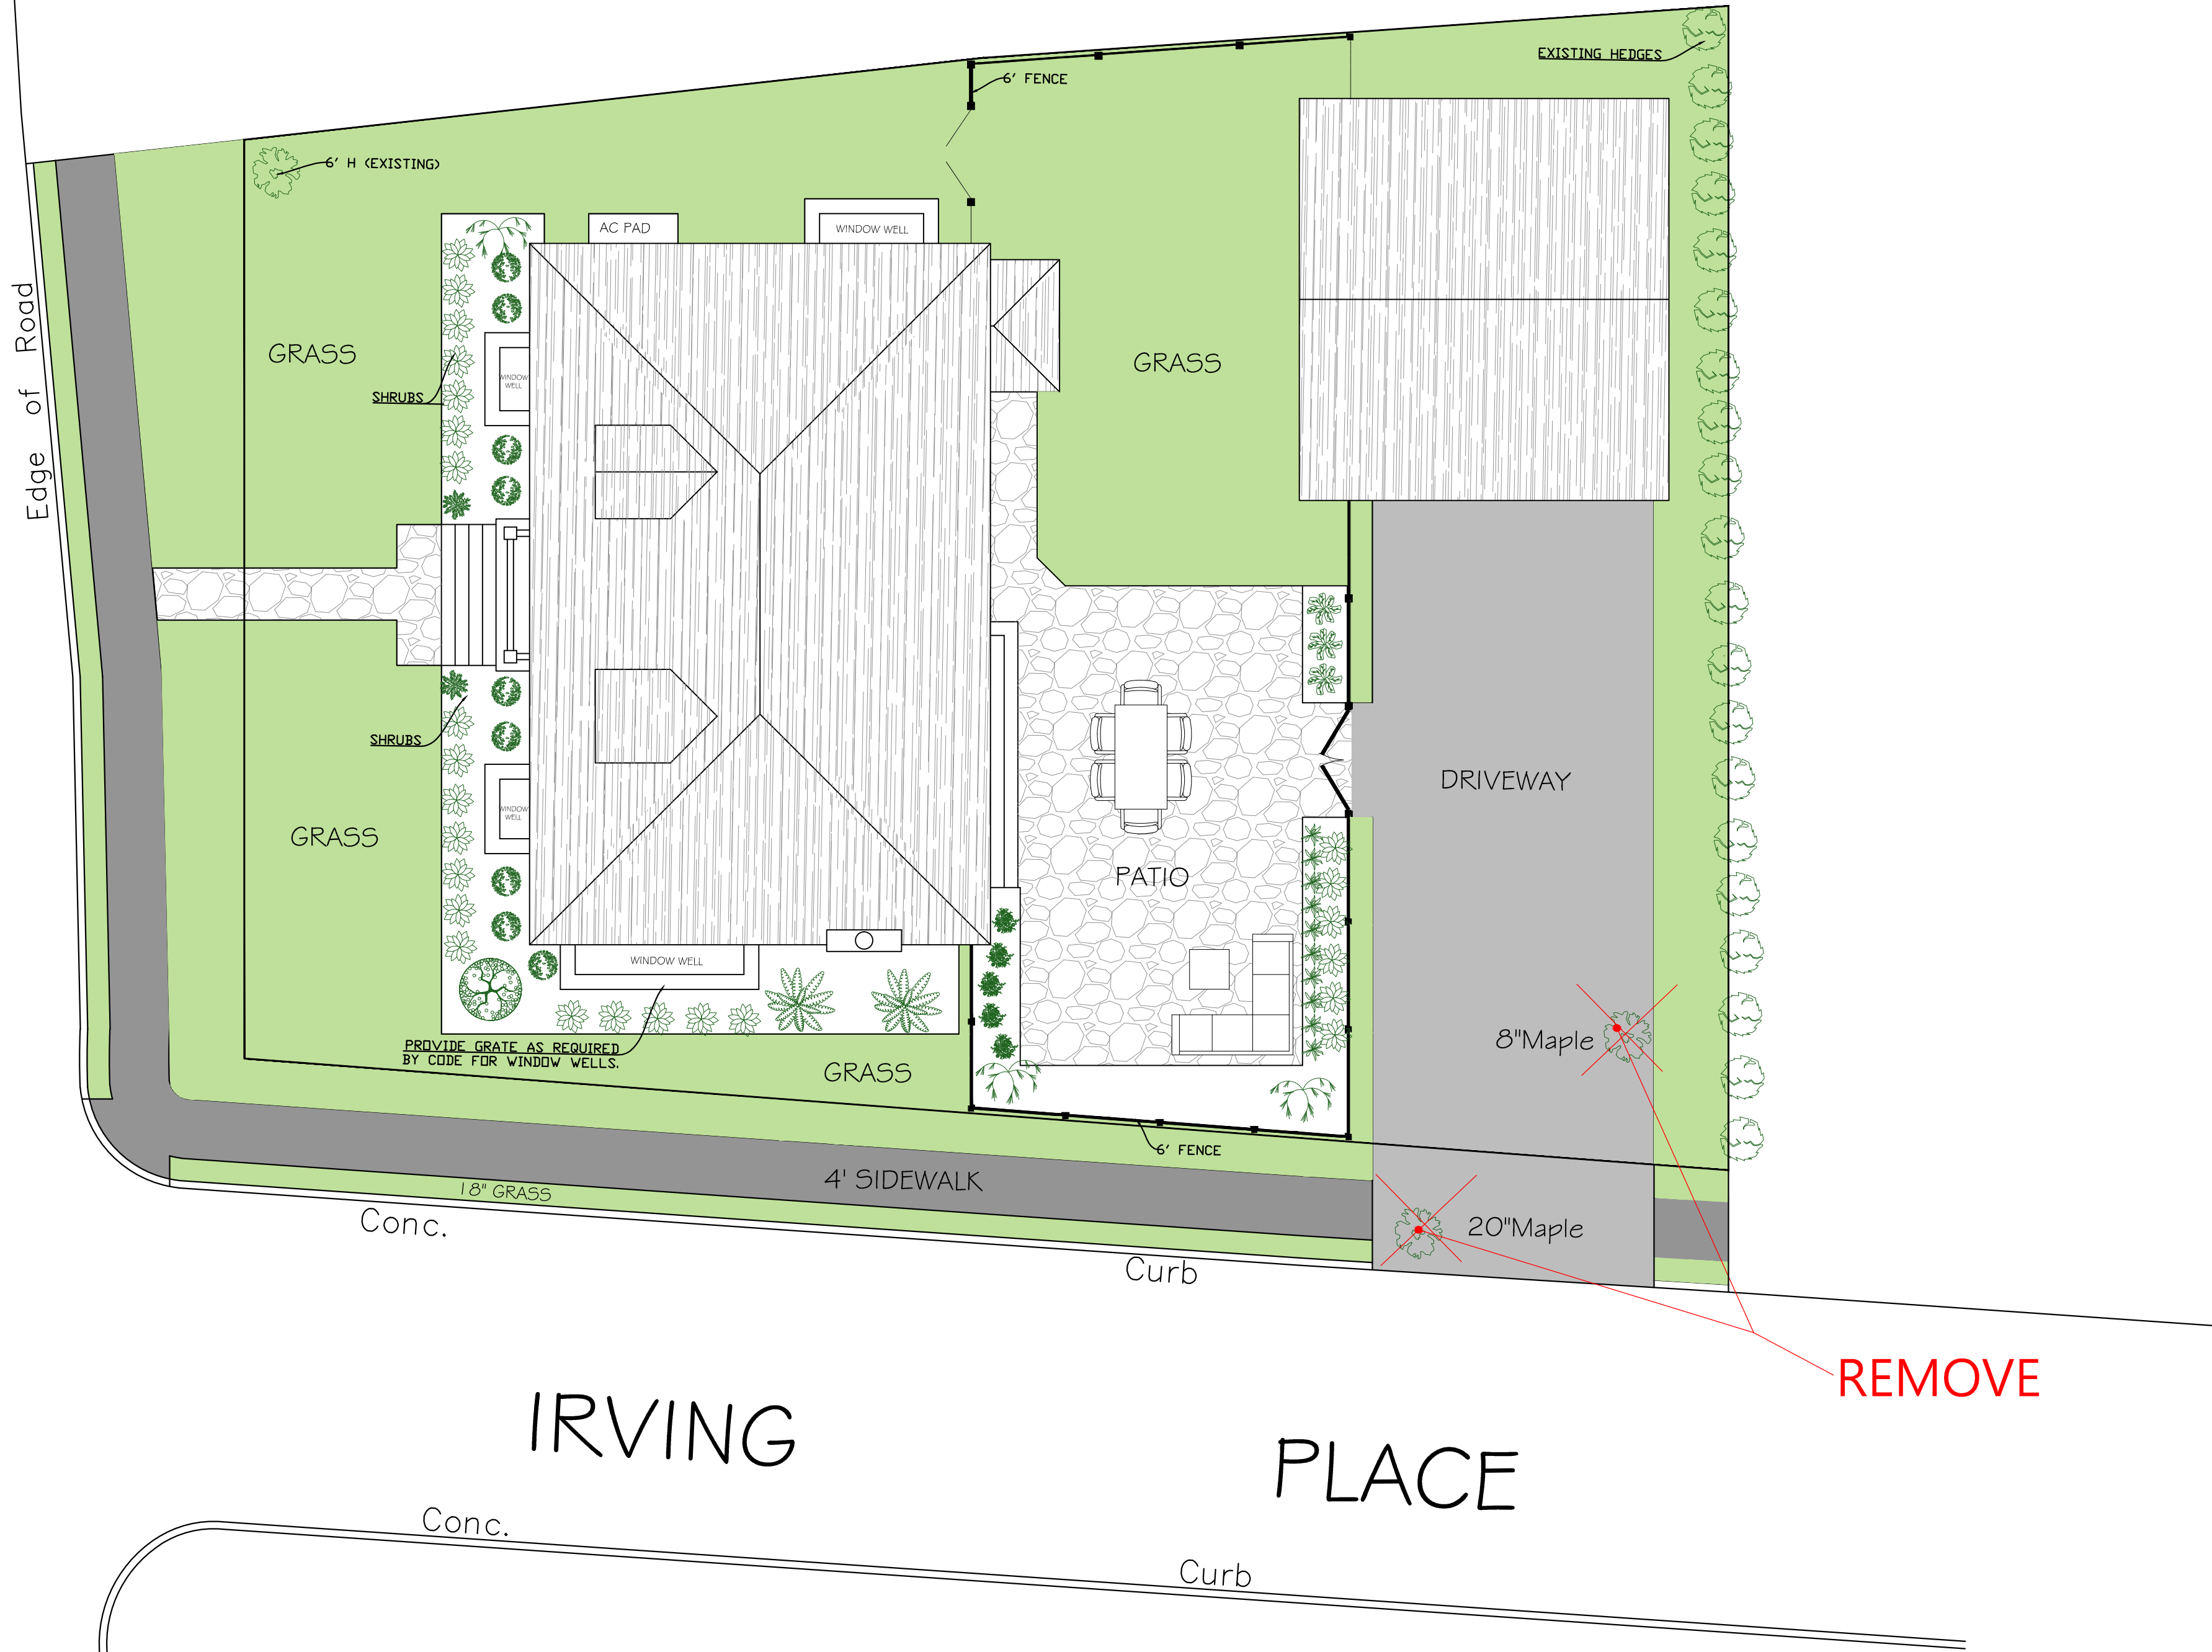 EXISTING HEDGES
6' FENCE
6' H (EXISTING)
AC PAD
WINDOW WELL
Edge of Road
GRASS
GRASS
SHRUBS
WINDOW
WELL
SHRUBS
DRIVEWAY
WINDOW
WELL
GRASS
PATIO
WINDOW WELL
8"Maple
PROVIDE GRATE AS REQUIRED
BY CODE FOR WINDOW WELLS.
GRASS
6' FENCE
4' SIDEWALK
18" GRASS
20"Maple
Conc.
Curb
REMOVE
IRVING PLACE
Conc.
Curb